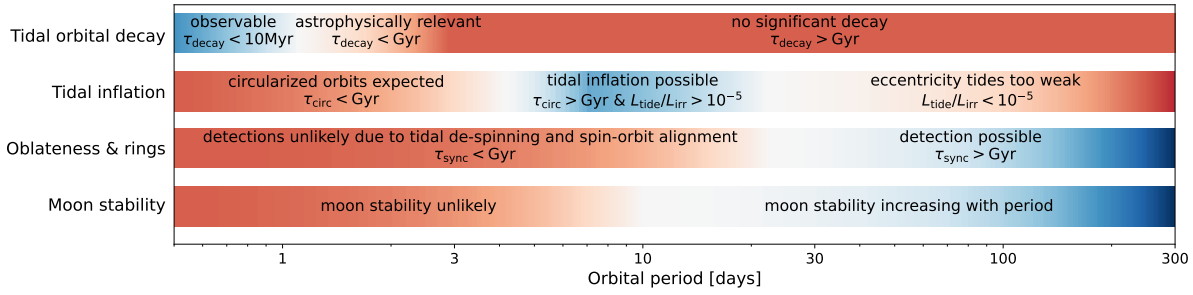 Tidal orbital decay
observable
τdecay < 10Myr
astrophysically relevant
τdecay < Gyr
no significant decay
τdecay > Gyr
Tidal inflation
circularized orbits expected
τcirc < Gyr
tidal inflation possible
τcirc > Gyr & Ltide/Lirr > 10⁻⁵
eccentricity tides too weak
Ltide/Lirr < 10⁻⁵
Oblateness & rings
detections unlikely due to tidal de-spinning and spin-orbit alignment
τsync < Gyr
detection possible
τsync > Gyr
Moon stability
moon stability unlikely
moon stability increasing with period
1 3 10 30 100 300
Orbital period [days]